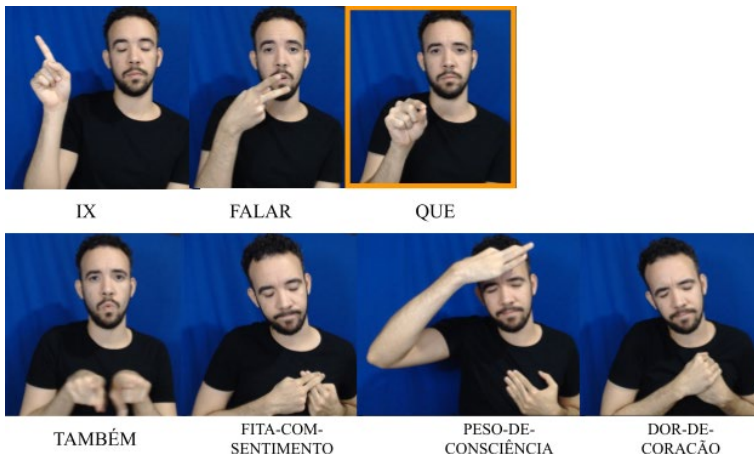 IX FALAR QUE
TAMBÉM FITA-COM-SENTIMENTO PESO-DE-CONSCIÊNCIA DOR-DE-CORAÇÃO